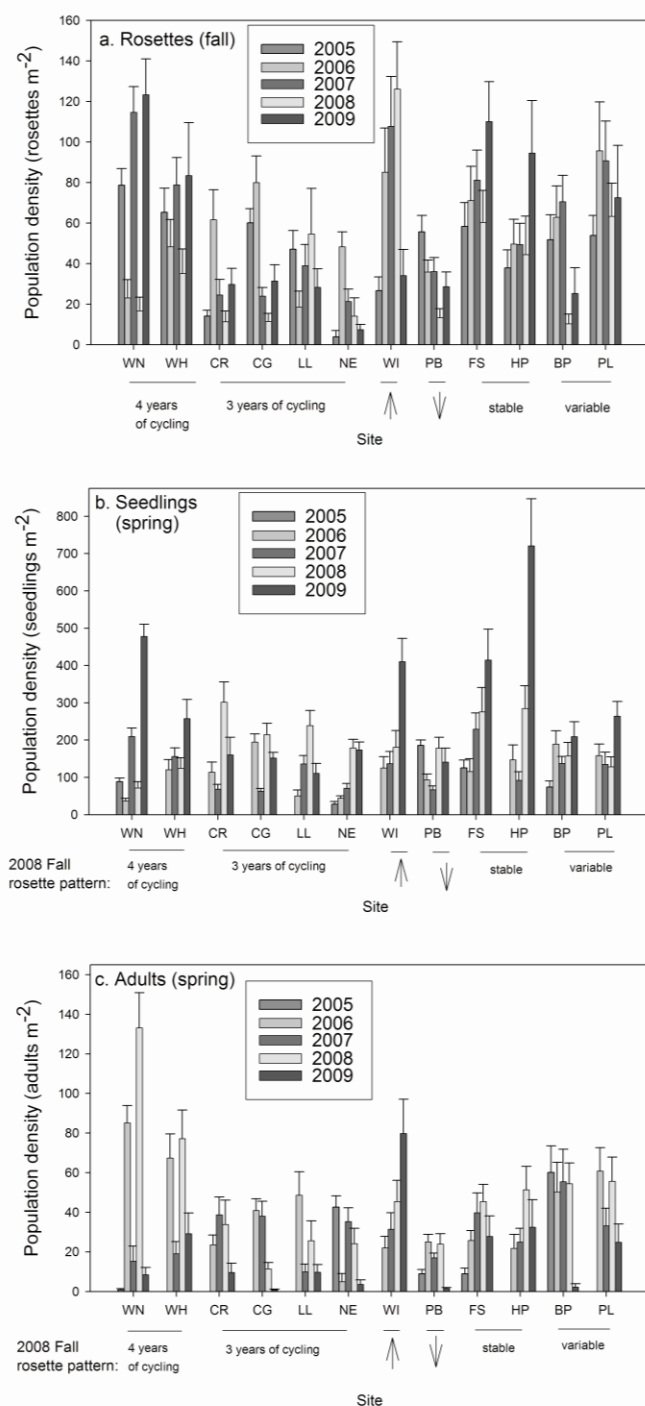 a. Rosettes (fall)
2005
2006
2007
2008
2009
Population density (rosettes m-2)
160
140
120
100
80
60
40
20
0
WN WH CR CG LL NE WI PB FS HP BP PL
4 years of cycling
3 years of cycling
stable
variable
Site
b. Seedlings
(spring)
2005
2006
2007
2008
2009
Population density (seedlings m-2)
800
700
600
500
400
300
200
100
0
WN WH CR CG LL NE WI PB FS HP BP PL
2008 Fall
rosette pattern:
4 years
of cycling
3 years of cycling
stable
variable
Site
c. Adults (spring)
2005
2006
2007
2008
2009
Population density (adults m-2)
160
140
120
100
80
60
40
20
0
WN WH CR CG LL NE WI PB FS HP BP PL
2008 Fall
rosette pattern:
4 years
of cycling
3 years of cycling
stable
variable
Site